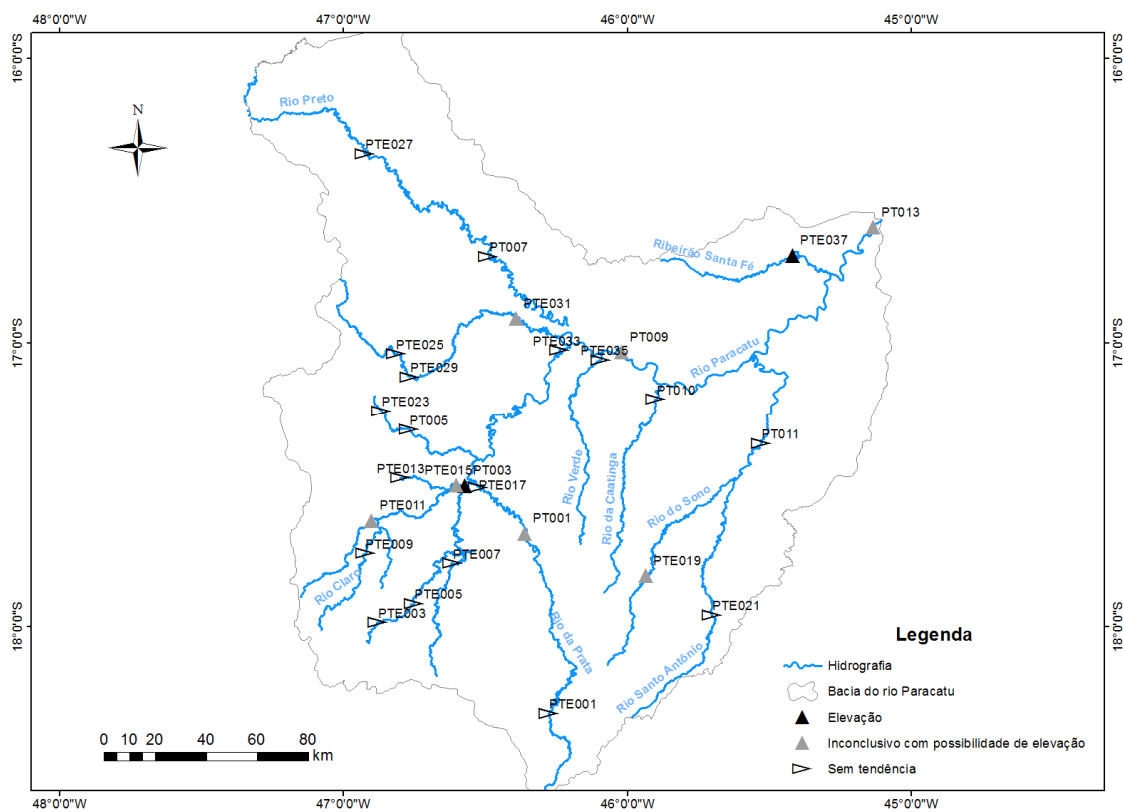 48°0'0"W 47°0'0"W 46°0'0"W 45°0'0"W
16°0'0"S 16°0'0"S
Rio Preto
N
PTE027
PT013
PTE037
Ribeirão Santa Fé
PT007
PTE031
17°0'0"S 17°0'0"S
PTE033 PT009
PTE025 PTE035
Rio Paracatu
PTE029
PT010
PTE023
PT005
PT011
PTE013 PTE015 PT003
PTE017
Rio Verde
Rio da Caatinga
Rio do Sono
PTE011
PT001
PTE009
PTE007
PTE019
Rio Claro
PTE005
PTE003
PTE021
18°0'0"S 18°0'0"S
Rio da Prata
Rio Santo Antônio
PTE001
Legenda
Hidrografia
Bacia do rio Paracatu
Elevação
Inconclusivo com possibilidade de elevação
Sem tendência
0 10 20 40 60 80
km
48°0'0"W 47°0'0"W 46°0'0"W 45°0'0"W